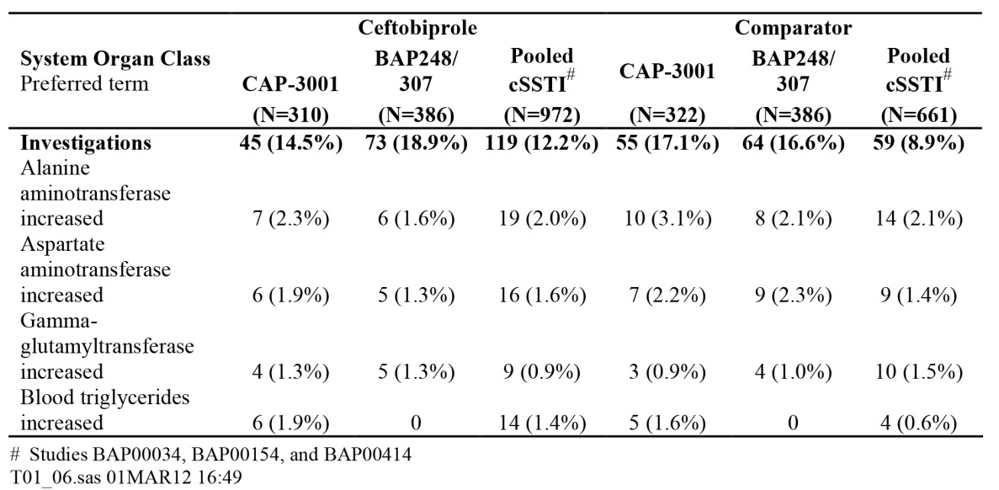 Ceftobiprole Comparator
System Organ Class BAP248/ Pooled BAP248/ Pooled
Preferred term CAP-3001 307 cSSTI# CAP-3001 307 cSSTI#
(N=310) (N=386) (N=972) (N=322) (N=386) (N=661)
Investigations 45 (14.5%) 73 (18.9%) 119 (12.2%) 55 (17.1%) 64 (16.6%) 59 (8.9%)
Alanine
aminotransferase
increased 7 (2.3%) 6 (1.6%) 19 (2.0%) 10 (3.1%) 8 (2.1%) 14 (2.1%)
Aspartate
aminotransferase
increased 6 (1.9%) 5 (1.3%) 16 (1.6%) 7 (2.2%) 9 (2.3%) 9 (1.4%)
Gamma-
glutamyltransferase
increased 4 (1.3%) 5 (1.3%) 9 (0.9%) 3 (0.9%) 4 (1.0%) 10 (1.5%)
Blood triglycerides
increased 6 (1.9%) 0 14 (1.4%) 5 (1.6%) 0 4 (0.6%)
# Studies BAP00034, BAP00154, and BAP00414
T01_06.sas 01MAR12 16:49